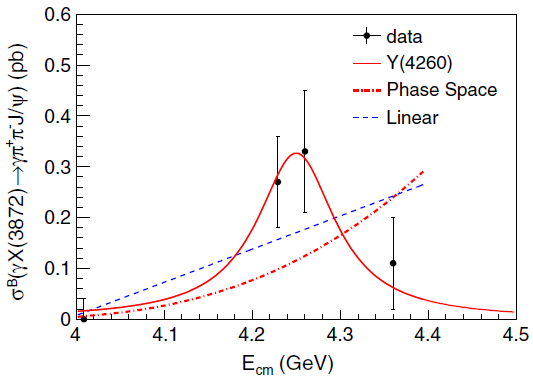 0.6
0.5
0.4
0.3
0.2
0.1
0
4
4.1
4.2
4.3
4.4
4.5
σᴮ(γX(3872)→γπ⁺π⁻J/ψ) (pb)
E_cm (GeV)
data
Y(4260)
Phase Space
Linear